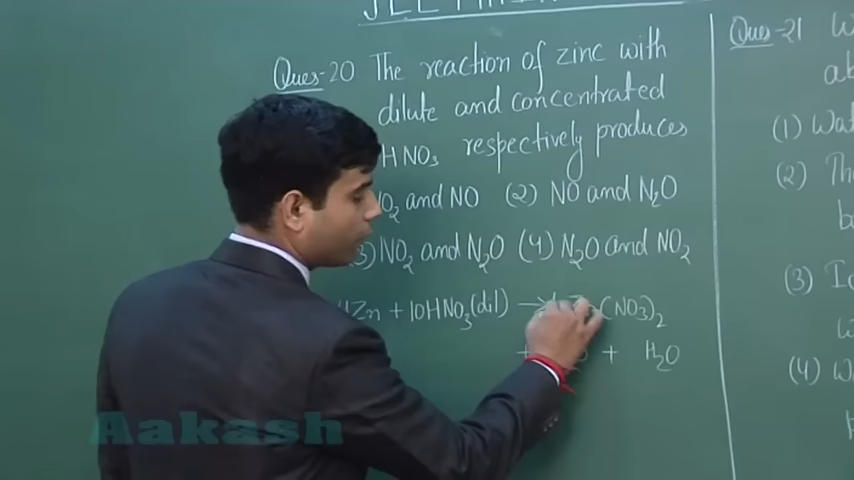 Ques-20 The reaction of zinc with
dilute and concentrated
HNO₃ respectively produces
and NO (2) NO and N₂O
(3) NO₂ and N₂O (4) N₂O and NO₂
4Zn + 10HNO₃(dil) → (NO₃)₂
+ + H₂O
Ques-21
(1) Wat
(2) Th
(3)
(4) W
Aakash